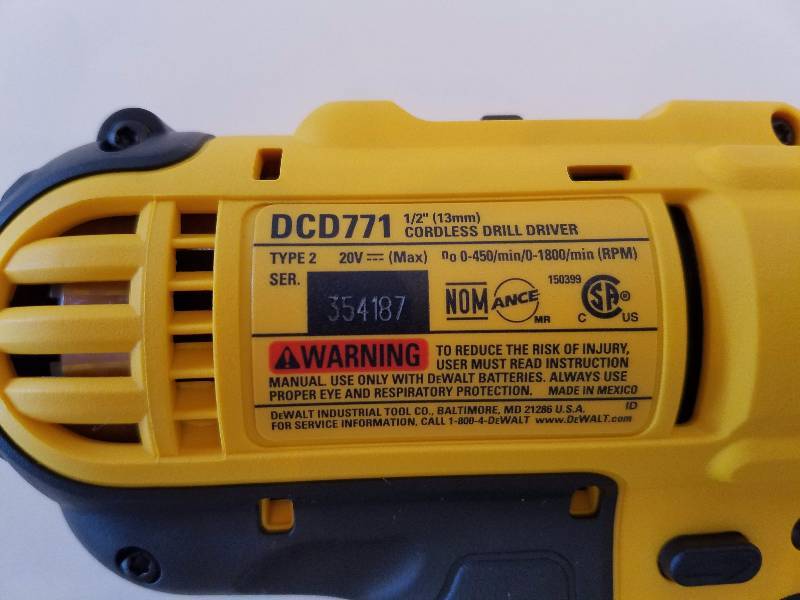 DCD771 1/2" (13mm)
CORDLESS DRILL DRIVER
TYPE 2 20V ⎓ (Max) no 0-450/min/0-1800/min (RPM)
SER.
354187
NOM ANCE MR
150399
C SA ® US
⚠WARNING TO REDUCE THE RISK OF INJURY,
USER MUST READ INSTRUCTION
MANUAL. USE ONLY WITH DEWALT BATTERIES. ALWAYS USE
PROPER EYE AND RESPIRATORY PROTECTION. MADE IN MEXICO
DEWALT INDUSTRIAL TOOL CO., BALTIMORE, MD 21286 U.S.A. ID
FOR SERVICE INFORMATION, CALL 1-800-4-DEWALT www.DEWALT.com